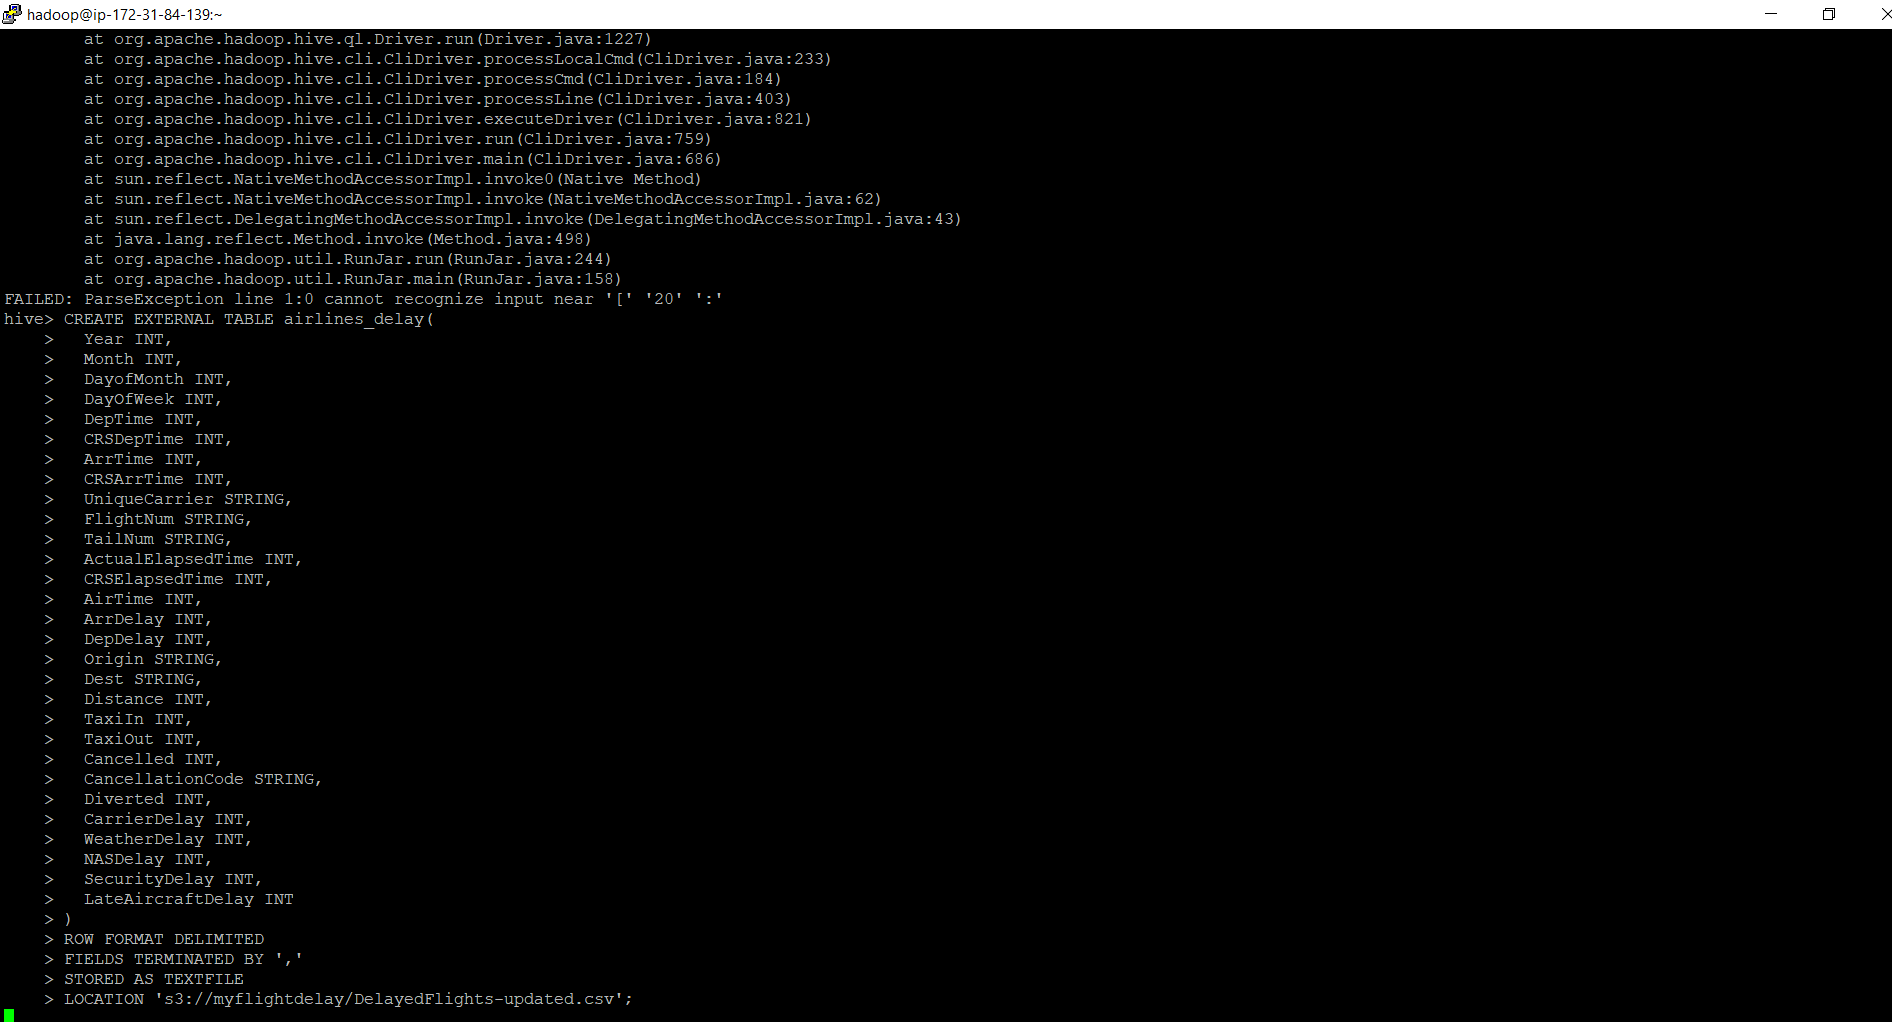 hadoop@ip-172-31-84-139:~
at org.apache.hadoop.hive.ql.Driver.run(Driver.java:1227)
at org.apache.hadoop.hive.cli.CliDriver.processLocalCmd(CliDriver.java:233)
at org.apache.hadoop.hive.cli.CliDriver.processCmd(CliDriver.java:184)
at org.apache.hadoop.hive.cli.CliDriver.processLine(CliDriver.java:403)
at org.apache.hadoop.hive.cli.CliDriver.executeDriver(CliDriver.java:821)
at org.apache.hadoop.hive.cli.CliDriver.run(CliDriver.java:759)
at org.apache.hadoop.hive.cli.CliDriver.main(CliDriver.java:686)
at sun.reflect.NativeMethodAccessorImpl.invoke0(Native Method)
at sun.reflect.NativeMethodAccessorImpl.invoke(NativeMethodAccessorImpl.java:62)
at sun.reflect.DelegatingMethodAccessorImpl.invoke(DelegatingMethodAccessorImpl.java:43)
at java.lang.reflect.Method.invoke(Method.java:498)
at org.apache.hadoop.util.RunJar.run(RunJar.java:244)
at org.apache.hadoop.util.RunJar.main(RunJar.java:158)
FAILED: ParseException line 1:0 cannot recognize input near '[' '20' ':'
hive> CREATE EXTERNAL TABLE airlines_delay(
    >   Year INT,
    >   Month INT,
    >   DayofMonth INT,
    >   DayOfWeek INT,
    >   DepTime INT,
    >   CRSDepTime INT,
    >   ArrTime INT,
    >   CRSArrTime INT,
    >   UniqueCarrier STRING,
    >   FlightNum STRING,
    >   TailNum STRING,
    >   ActualElapsedTime INT,
    >   CRSElapsedTime INT,
    >   AirTime INT,
    >   ArrDelay INT,
    >   DepDelay INT,
    >   Origin STRING,
    >   Dest STRING,
    >   Distance INT,
    >   TaxiIn INT,
    >   TaxiOut INT,
    >   Cancelled INT,
    >   CancellationCode STRING,
    >   Diverted INT,
    >   CarrierDelay INT,
    >   WeatherDelay INT,
    >   NASDelay INT,
    >   SecurityDelay INT,
    >   LateAircraftDelay INT
    > )
    > ROW FORMAT DELIMITED
    > FIELDS TERMINATED BY ','
    > STORED AS TEXTFILE
    > LOCATION 's3://myflightdelay/DelayedFlights-updated.csv';